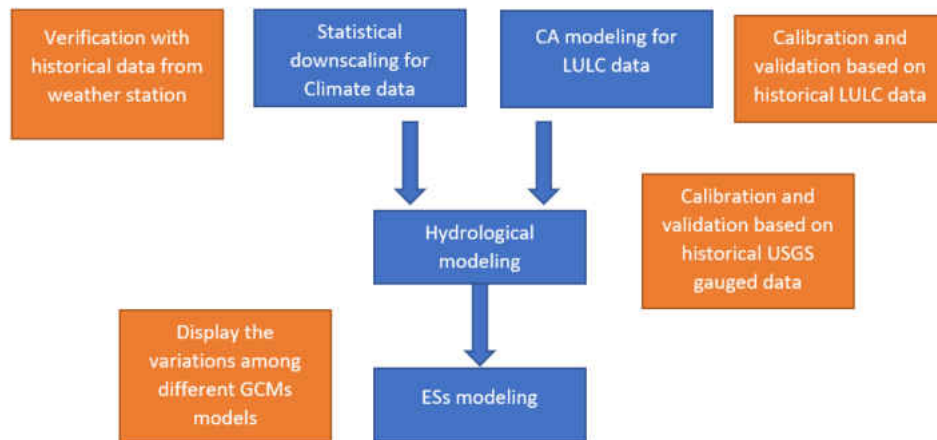 Verification with
historical data from
weather station
Statistical
downscaling for
Climate data
CA modeling for
LULC data
Calibration and
validation based on
historical LULC data
Hydrological
modeling
Calibration and
validation based on
historical USGS
gauged data
Display the
variations among
different GCMs
models
ESs modeling